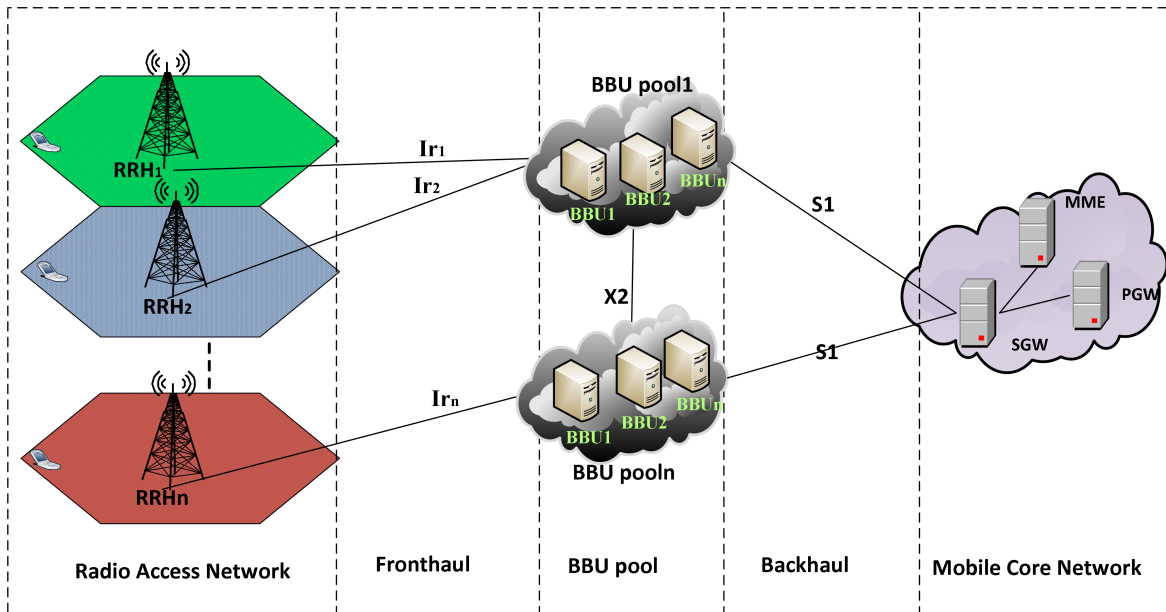 BBU pool1
RRH1
Ir1
Ir2
BBU1
BBU2
BBUn
S1
MME
RRH2
X2
PGW
SGW
S1
RRHn
Irn
BBU1
BBU2
BBUn
BBU pooln
Radio Access Network
Fronthaul
BBU pool
Backhaul
Mobile Core Network